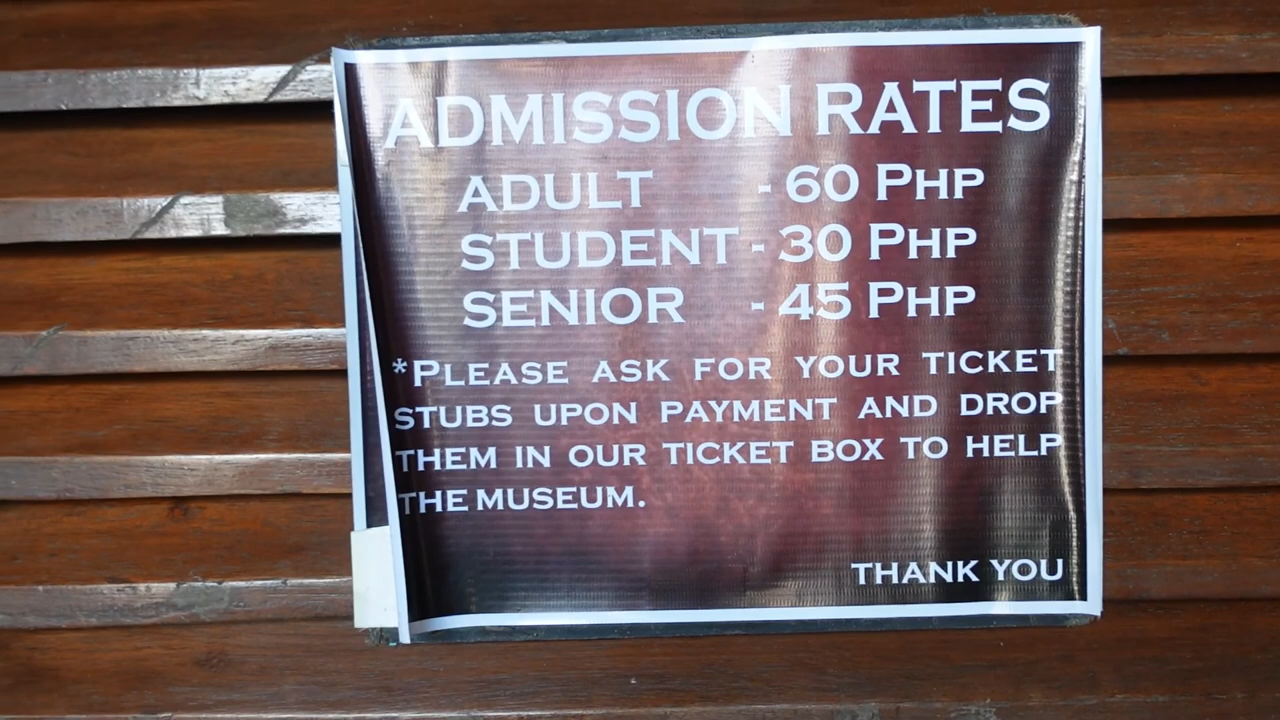 ADMISSION RATES
ADULT - 60 PHP
STUDENT - 30 PHP
SENIOR - 45 PHP
*PLEASE ASK FOR YOUR TICKET
STUBS UPON PAYMENT AND DROP
THEM IN OUR TICKET BOX TO HELP
THE MUSEUM.
THANK YOU